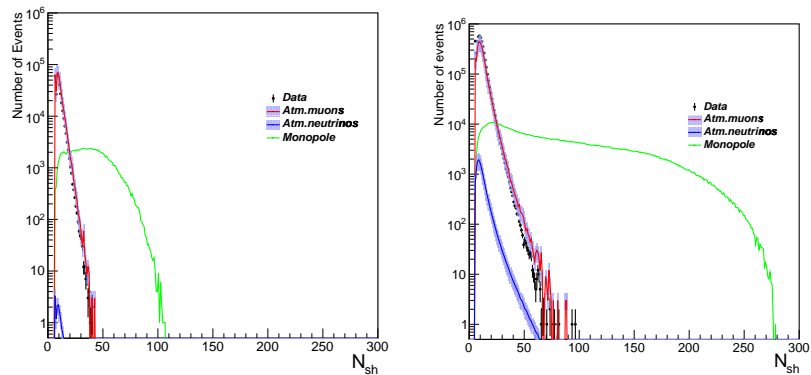 Number of Events
10^6
10^5
10^4
10^3
10^2
10
1
0 50 100 150 200 250 300
N_sh
Data
Atm.muons
Atm.neutrinos
Monopole
Number of events
10^6
10^5
10^4
10^3
10^2
10
1
0 50 100 150 200 250 300
N_sh
Data
Atm.muons
Atm.neutrinos
Monopole